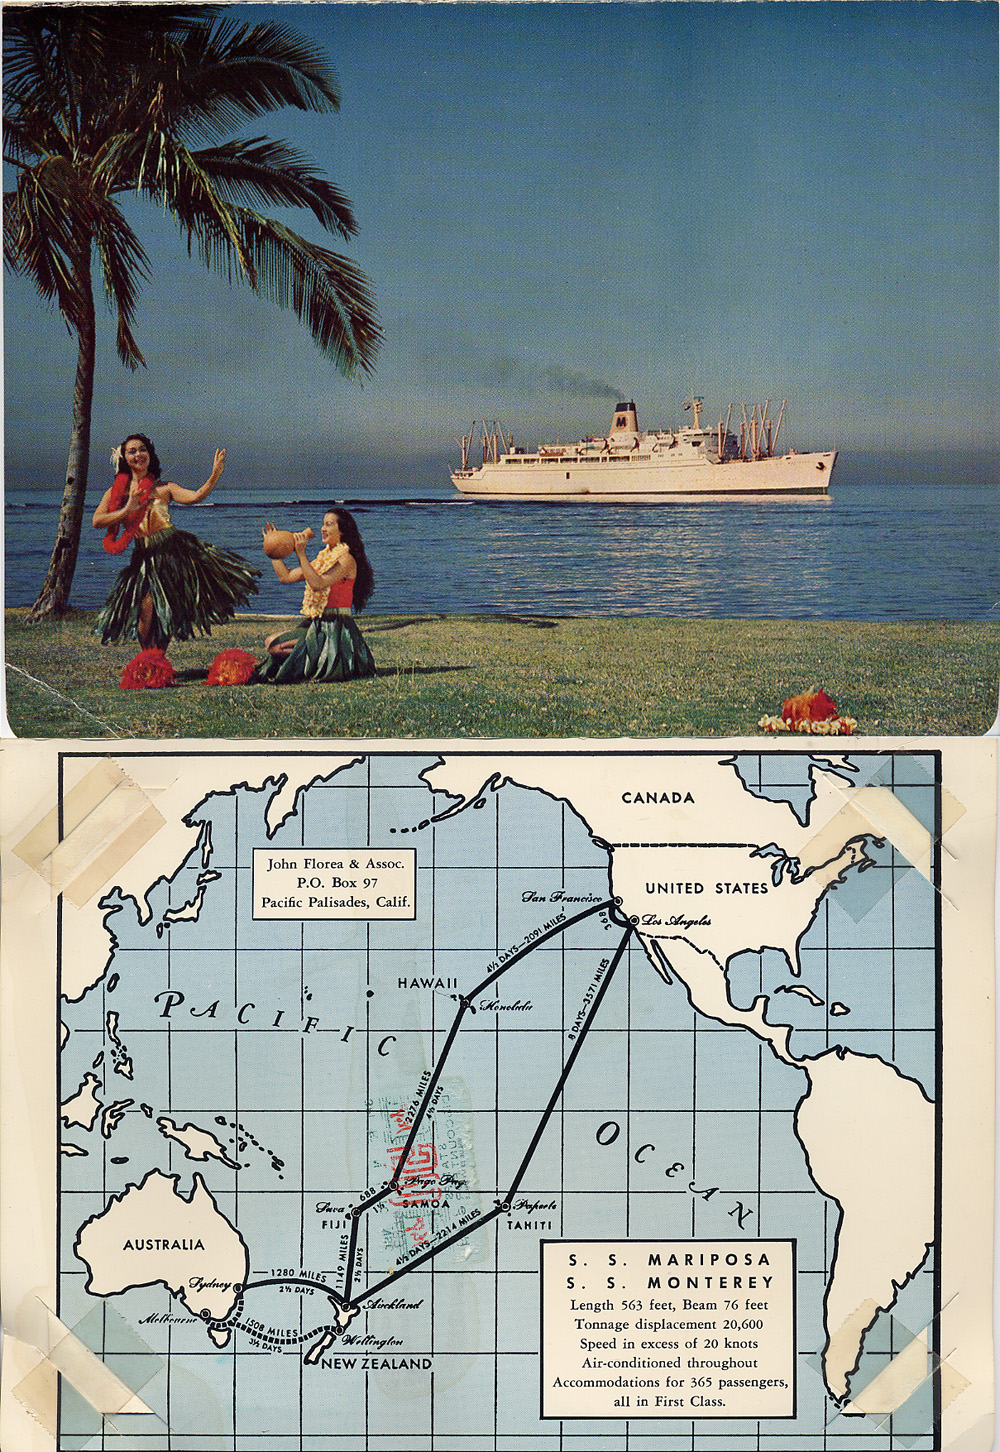 M
CANADA
John Florea & Assoc.
P.O. Box 97
Pacific Palisades, Calif.
UNITED STATES
San Francisco
Los Angeles
368
4½ DAYS—2091 MILES
HAWAII
Honolulu
8 DAYS—3571 MILES
PACIFIC
OCEAN
2276 MILES
4½ DAYS
Pago Pago
SAMOA
688
1½
Suva
FIJI
Papeete
TAHITI
4½ DAYS—2214 MILES
1149 MILES
2½ DAYS
AUSTRALIA
Sydney
1280 MILES
2½ DAYS
Auckland
Melbourne
1508 MILES
3½ DAYS
Wellington
NEW ZEALAND
S. S. MARIPOSA
S. S. MONTEREY
Length 563 feet, Beam 76 feet
Tonnage displacement 20,600
Speed in excess of 20 knots
Air-conditioned throughout
Accommodations for 365 passengers,
all in First Class.